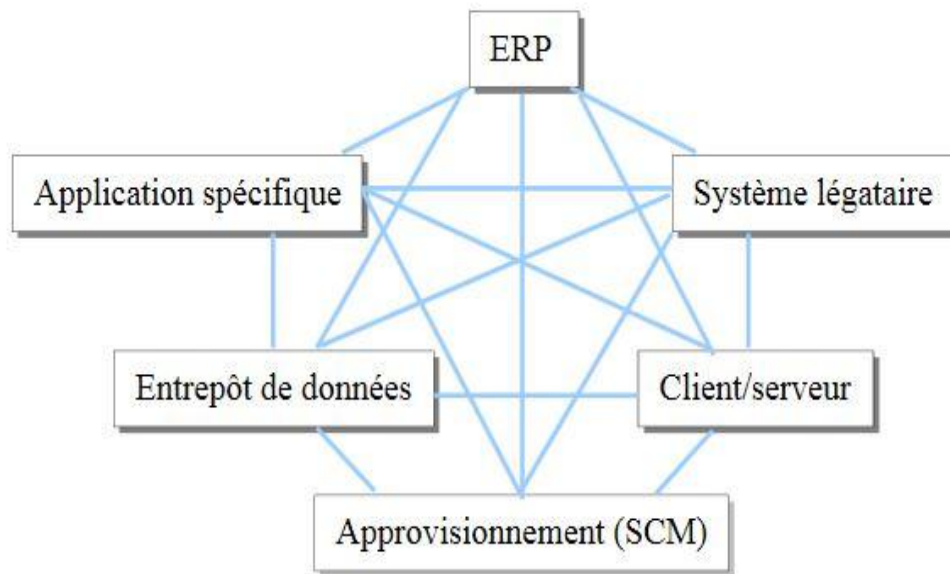 ERP
Application spécifique
Système légataire
Entrepôt de données
Client/serveur
Approvisionnement (SCM)